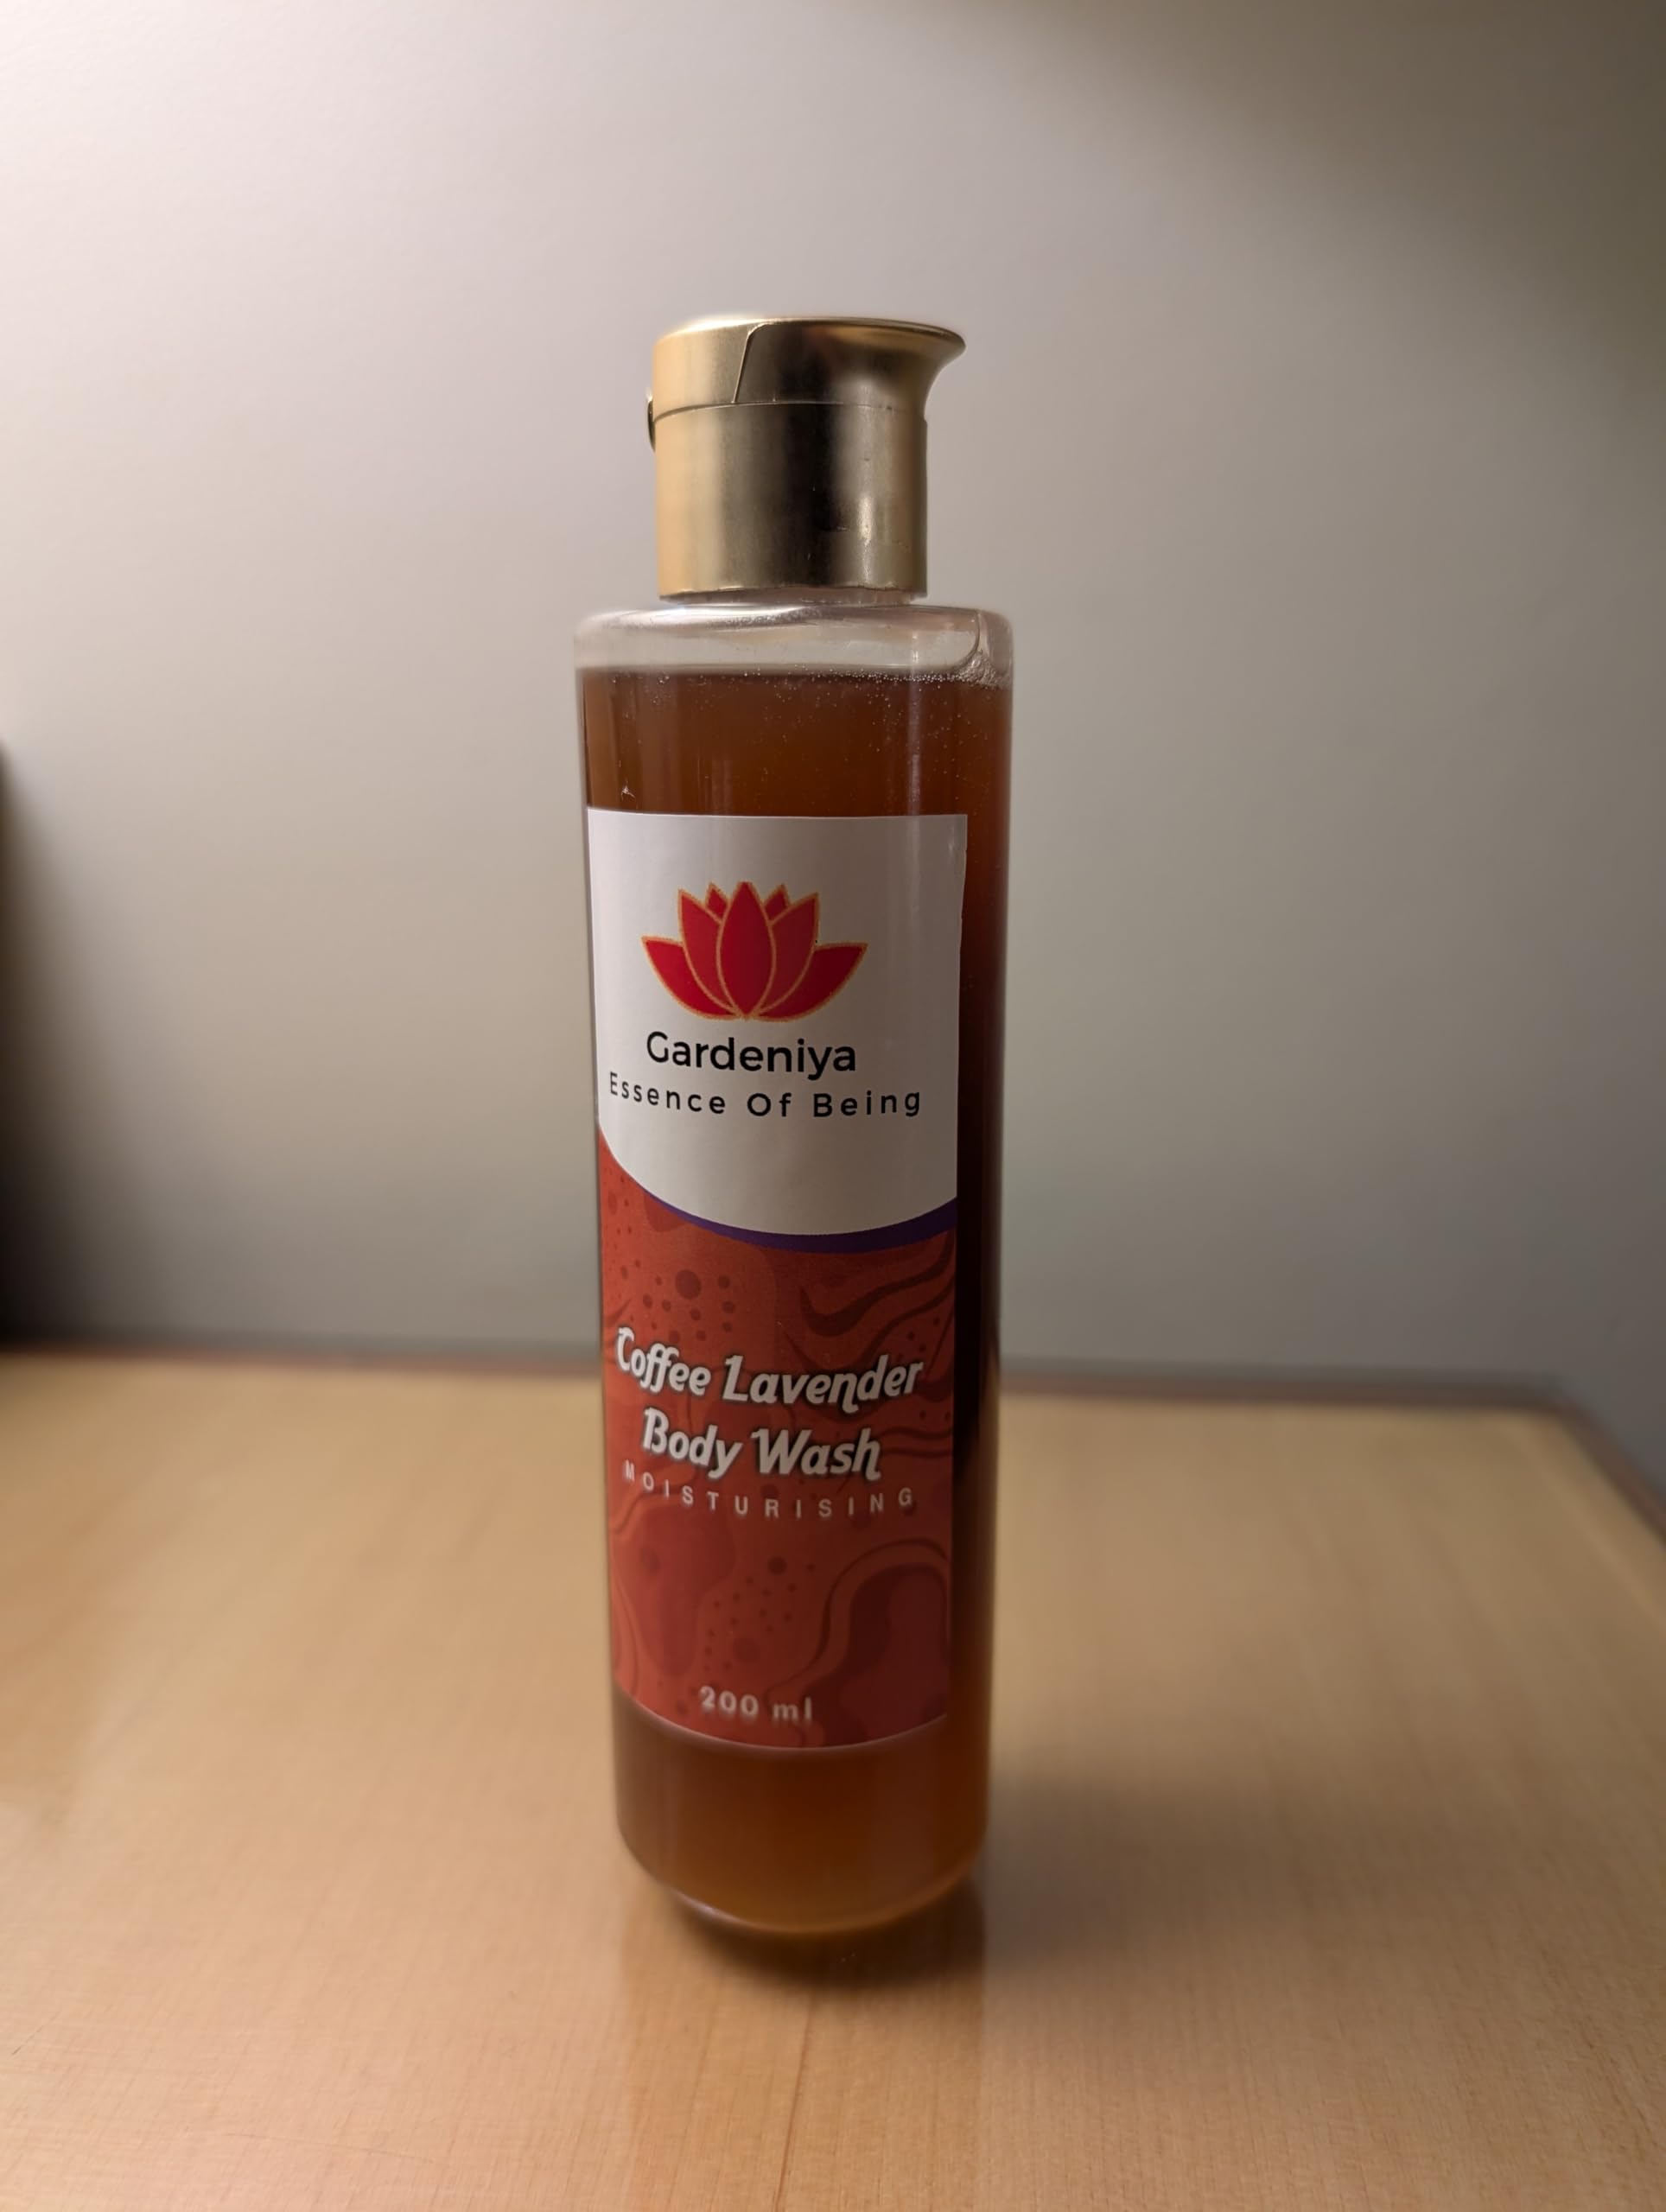 Gardeniya
Essence Of Being
Coffee Lavender
Body Wash
MOISTURISING
200 ml